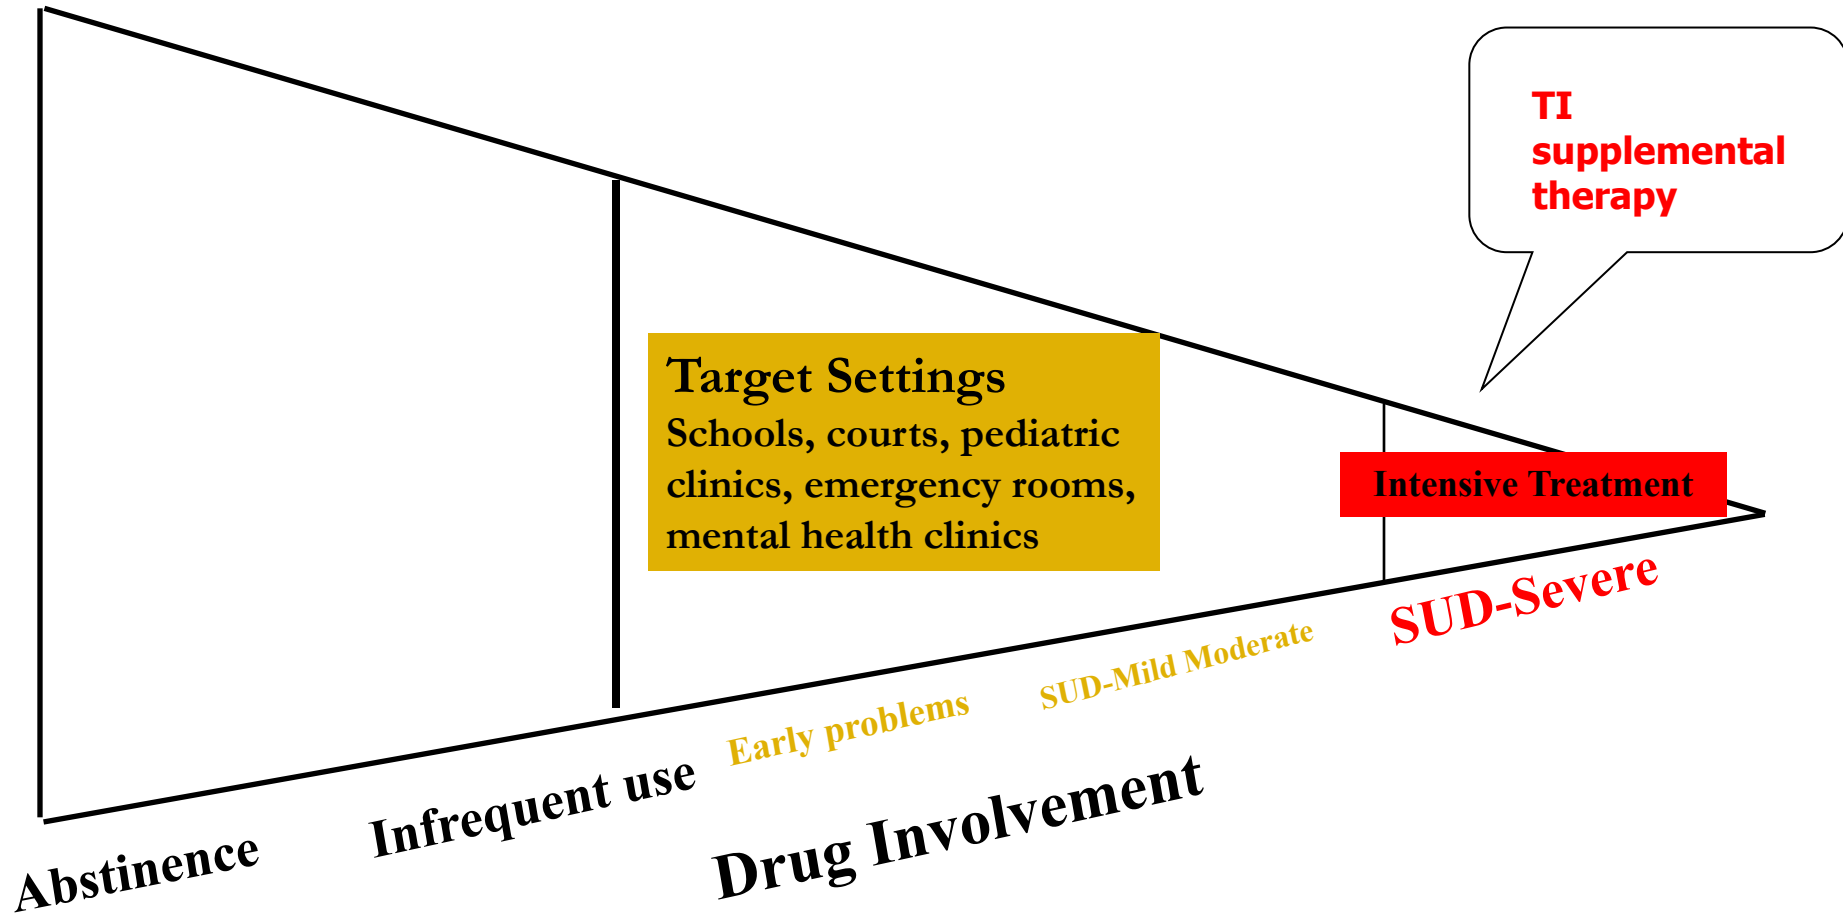 TI
supplemental
therapy
Target Settings
Schools, courts, pediatric
clinics, emergency rooms,
mental health clinics
Intensive Treatment
SUD-Severe
SUD-Mild Moderate
Early problems
Infrequent use
Abstinence
Drug Involvement